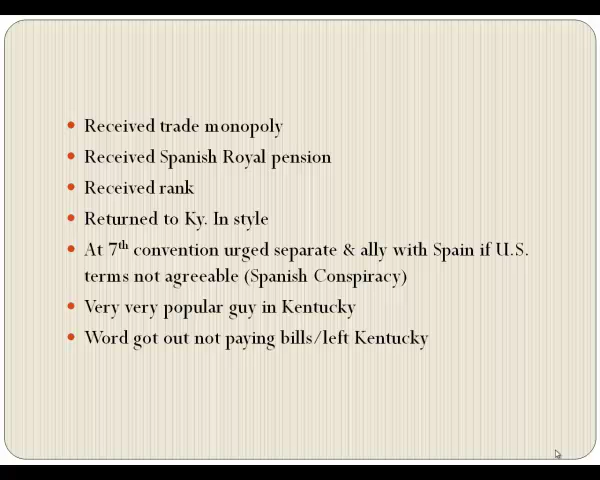 Received trade monopoly
Received Spanish Royal pension
Received rank
Returned to Ky. In style
At 7th convention urged separate & ally with Spain if U.S.
terms not agreeable (Spanish Conspiracy)
Very very popular guy in Kentucky
Word got out not paying bills/left Kentucky